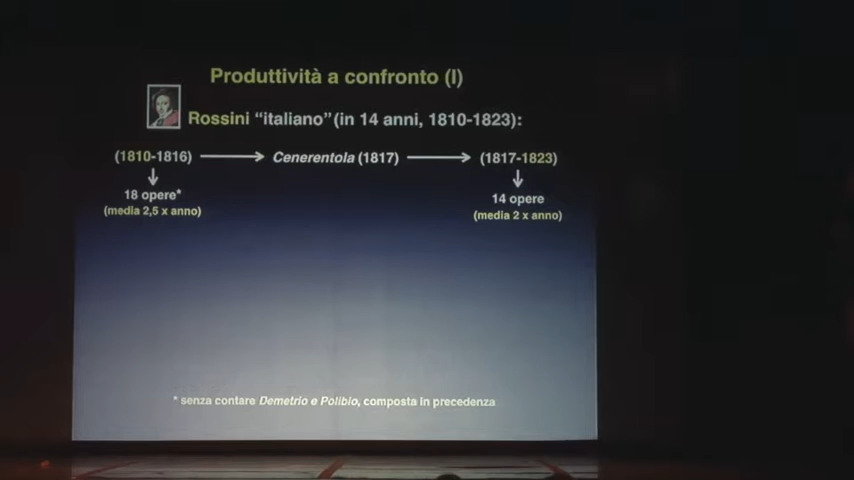 Produttività a confronto (I)
Rossini “italiano” (in 14 anni, 1810-1823):
(1810-1816) Cenerentola (1817) (1817-1823)
18 opere* 14 opere
(media 2,5 x anno) (media 2 x anno)
* senza contare Demetrio e Polibio, composta in precedenza